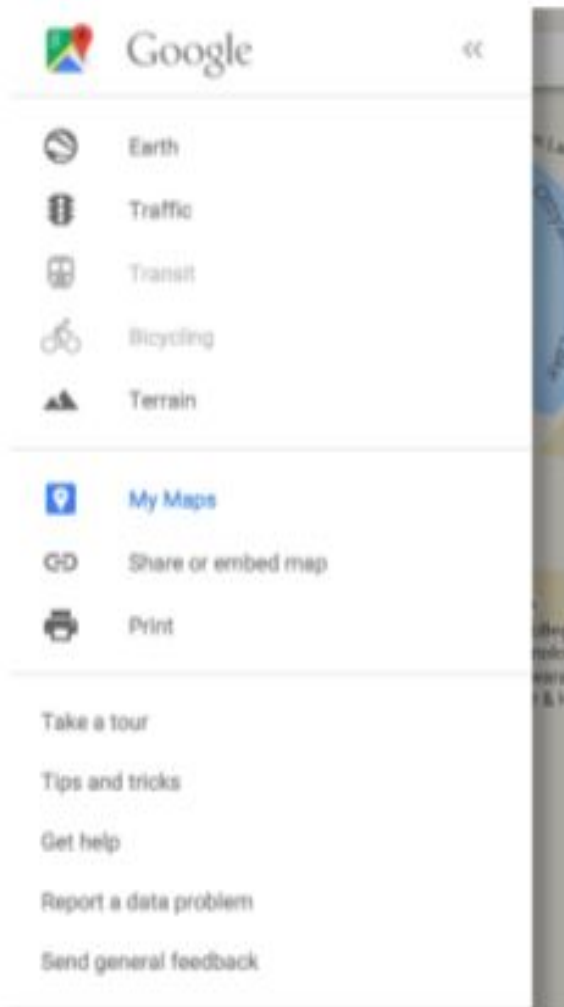 Google
Earth
Traffic
Transit
Bicycling
Terrain
My Maps
Share or embed map
Print
Take a tour
Tips and tricks
Get help
Report a data problem
Send general feedback